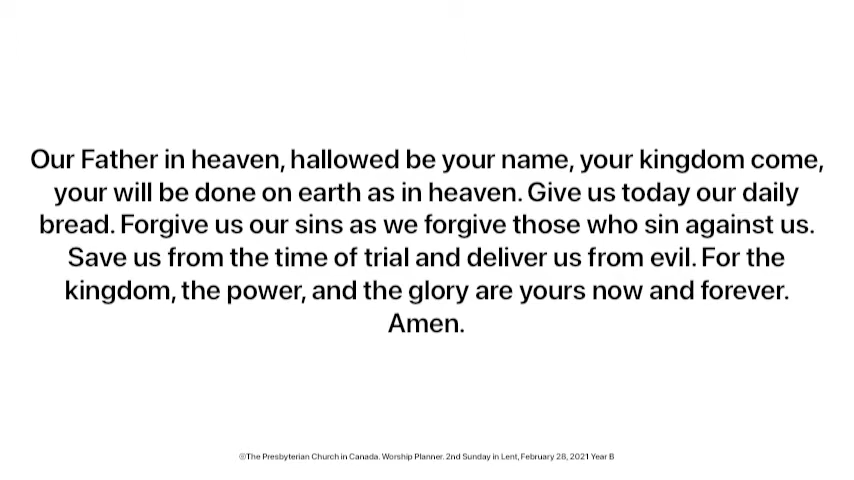 Our Father in heaven, hallowed be your name, your kingdom come,
your will be done on earth as in heaven. Give us today our daily
bread. Forgive us our sins as we forgive those who sin against us.
Save us from the time of trial and deliver us from evil. For the
kingdom, the power, and the glory are yours now and forever.
Amen.
©The Presbyterian Church in Canada. Worship Planner. 2nd Sunday in Lent, February 28, 2021 Year B